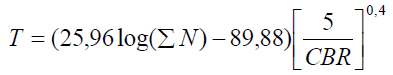 T = (25,96 log(∑ N) − 89,88) [5 / CBR]^0,4